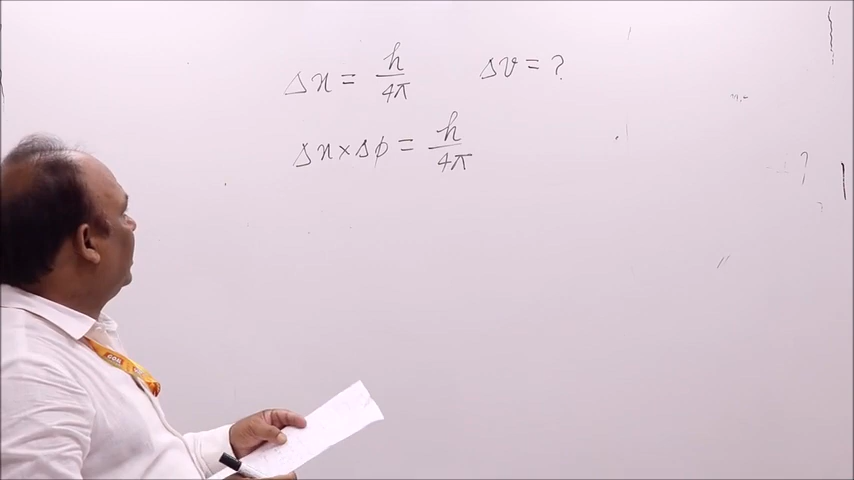 Δx = h/4π    Δv = ?
Δx × Δp = h/4π
?